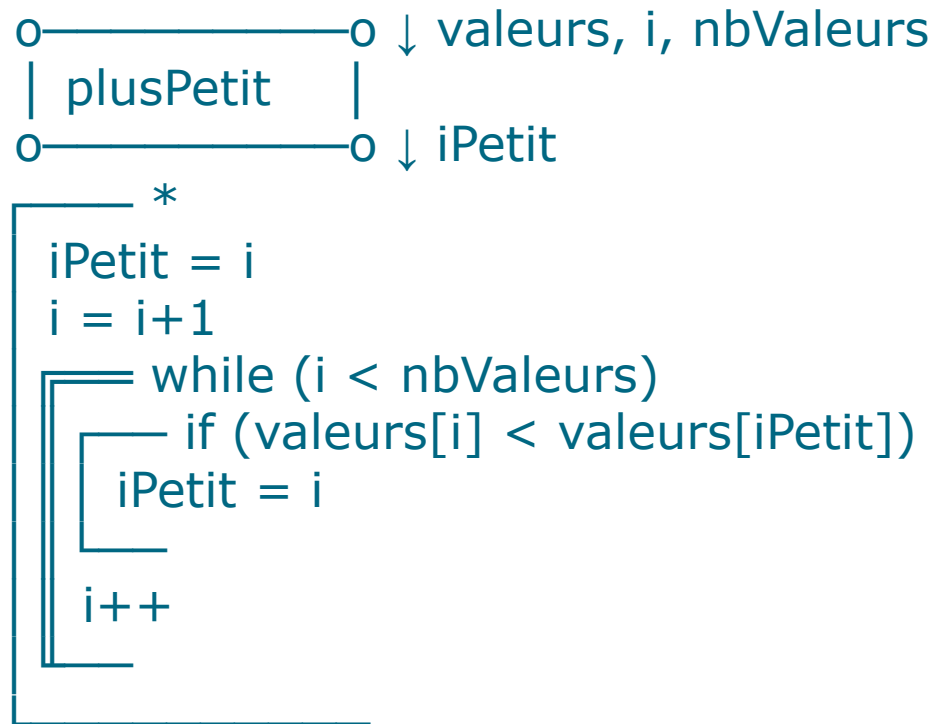 o─────────o ↓ valeurs, i, nbValeurs
│ plusPetit │
o─────────o ↓ iPetit
┌─── *
│ iPetit = i
│ i = i+1
│ ╔═══ while (i < nbValeurs)
│ ║ ┌─── if (valeurs[i] < valeurs[iPetit])
│ ║ │ iPetit = i
│ ║ └───
│ ║ i++
│ ╙───
└──────────